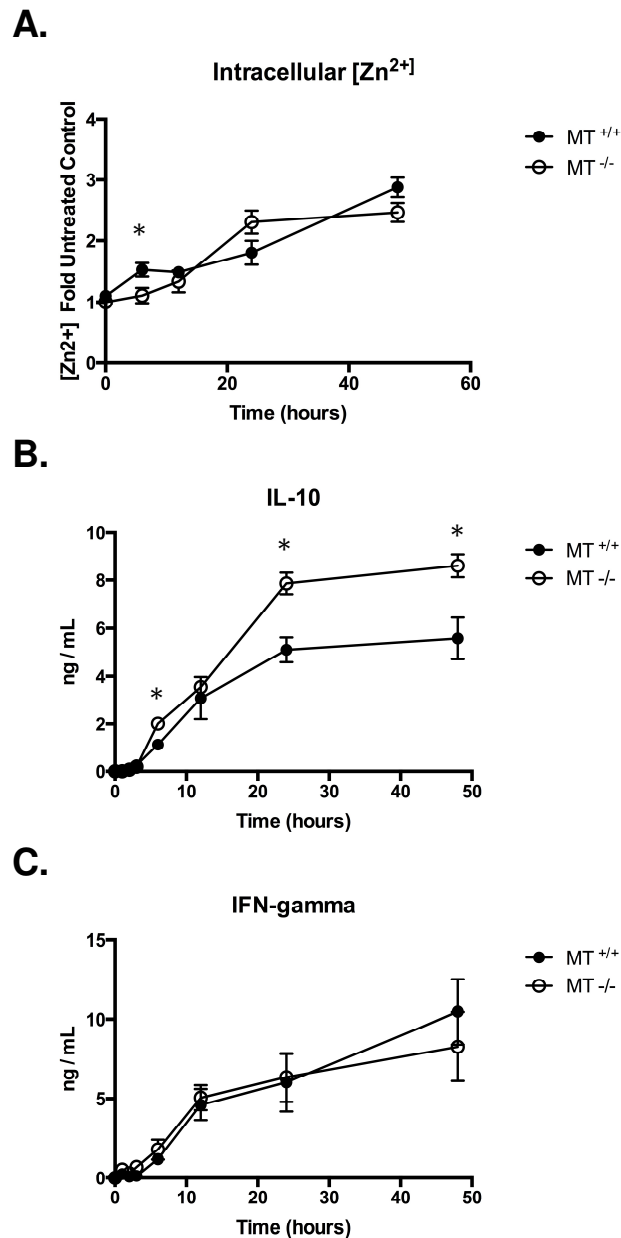 A.
Intracellular [Zn²⁺]
[Zn2+] Fold Untreated Control
4
3
2
1
0
*
0 20 40 60
Time (hours)
MT +/+
MT -/-
B.
IL-10
ng / mL
10
8
6
4
2
0
* * *
0 10 20 30 40 50
Time (hours)
MT +/+
MT -/-
C.
IFN-gamma
ng / mL
15
10
5
0
0 10 20 30 40 50
Time (hours)
MT +/+
MT -/-